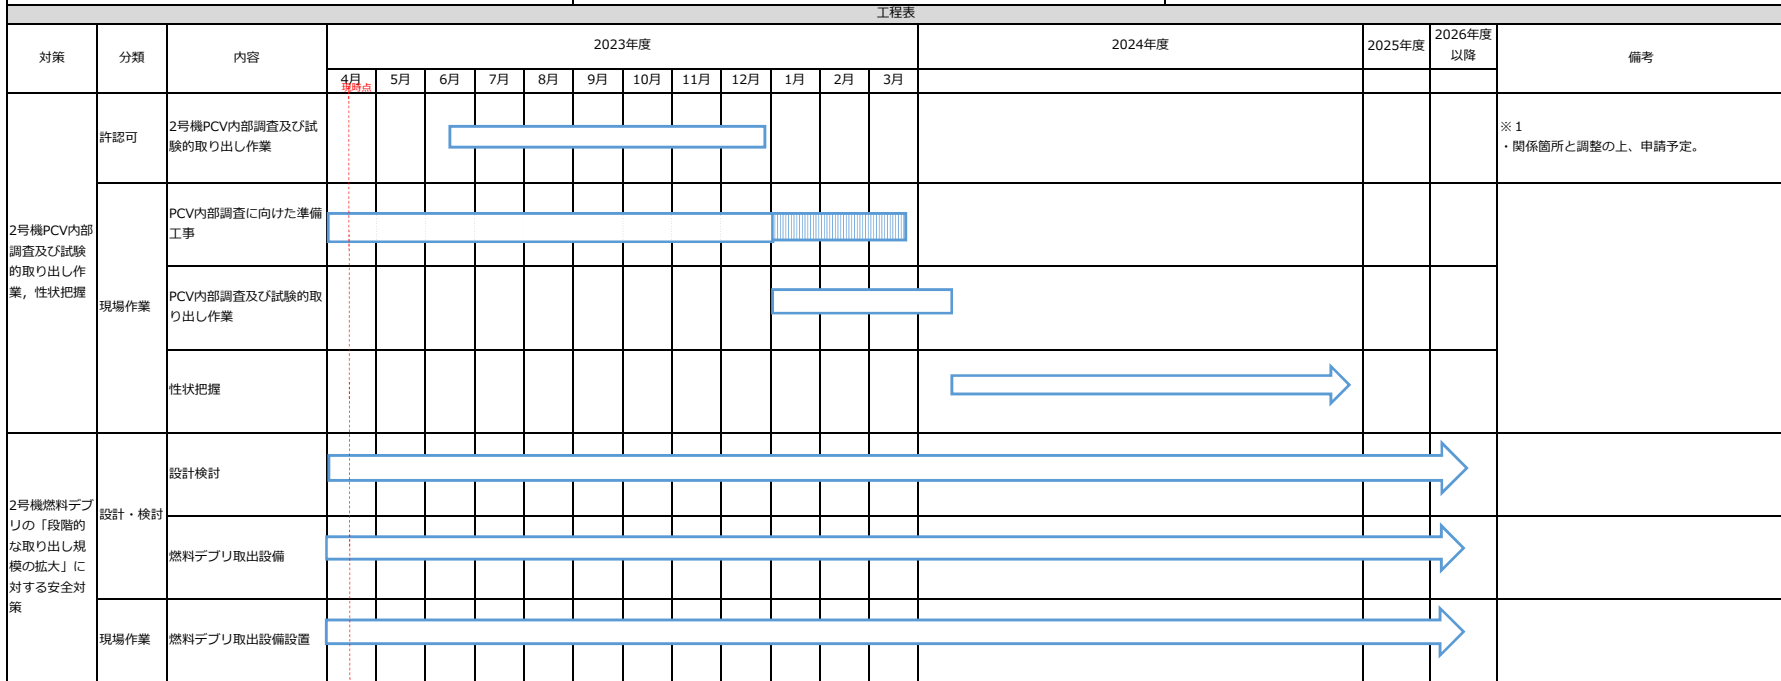 工程表
対策
分類
内容
2023年度
2024年度
2025年度
2026年度
以降
備考
4月
5月
6月
7月
8月
9月
10月
11月
12月
1月
2月
3月
現時点
2号機PCV内部
調査及び試験
的取り出し作
業，性状把握
許認可
2号機PCV内部調査及び試
験的取り出し作業
※１
・関係箇所と調整の上、申請予定。
現場作業
PCV内部調査に向けた準備
工事
PCV内部調査及び試験的取
り出し作業
性状把握
2号機燃料デブ
リの「段階的
な取り出し規
模の拡大」に
対する安全対
策
設計・検討
設計検討
燃料デブリ取出設備
現場作業
燃料デブリ取出設備設置